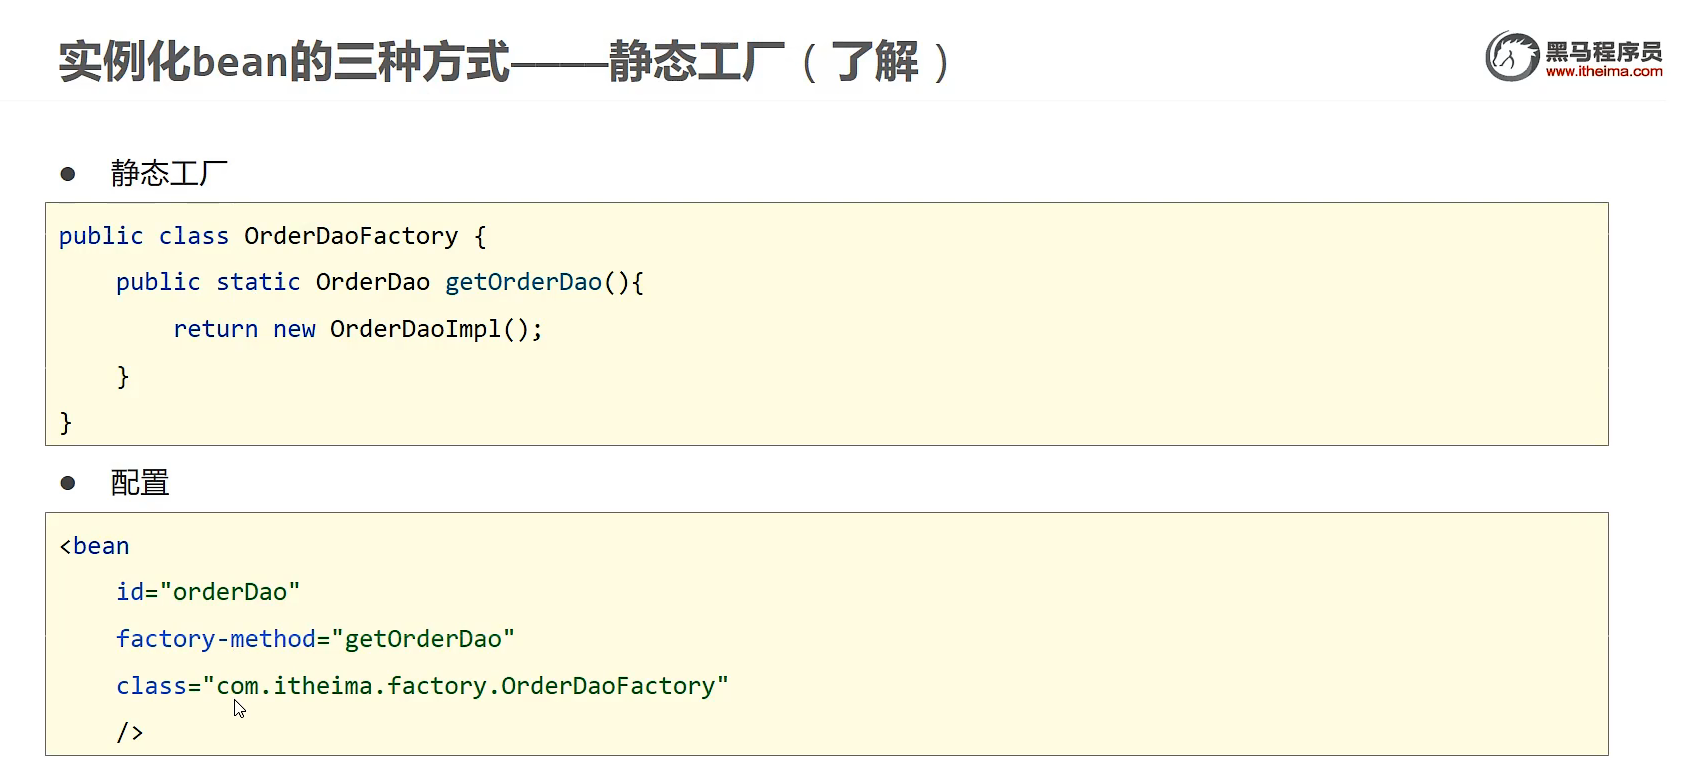 实例化bean的三种方式——静态工厂（了解）
黑马程序员
www.itheima.com
● 静态工厂
public class OrderDaoFactory {
    public static OrderDao getOrderDao(){
        return new OrderDaoImpl();
    }
}
● 配置
<bean
    id="orderDao"
    factory-method="getOrderDao"
    class="com.itheima.factory.OrderDaoFactory"
    />